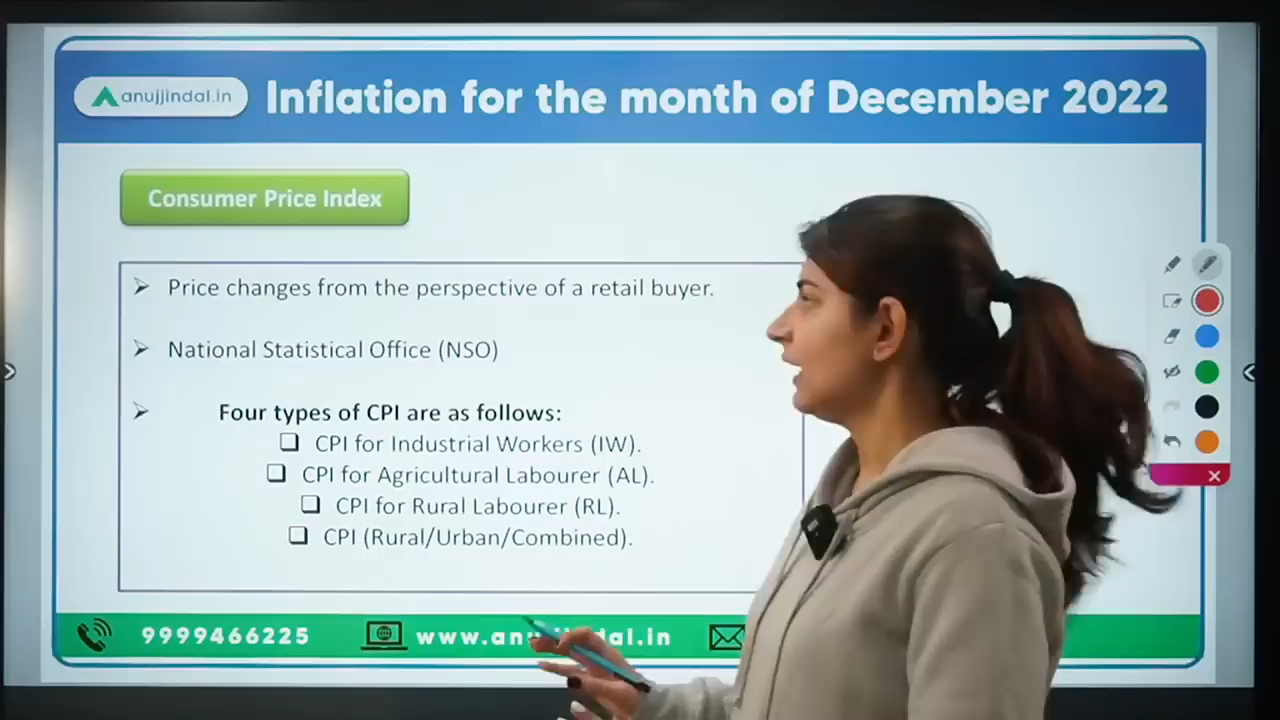 anujjindal.in
Inflation for the month of December 2022
Consumer Price Index
➢ Price changes from the perspective of a retail buyer.
➢ National Statistical Office (NSO)
➢ Four types of CPI are as follows:
❑ CPI for Industrial Workers (IW).
❑ CPI for Agricultural Labourer (AL).
❑ CPI for Rural Labourer (RL).
❑ CPI (Rural/Urban/Combined).
9999466225
www.anujjindal.in